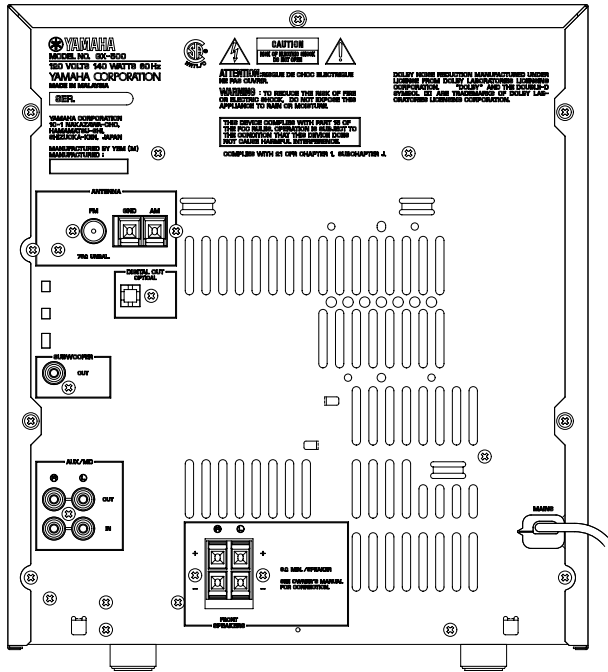 YAMAHA
MODEL NO. GX-500
120 VOLTS 140 WATTS 60Hz
YAMAHA CORPORATION
MADE IN MALAYSIA
SER.
YAMAHA CORPORATION
10-1 NAKAZAWA-CHO,
HAMAMATSU-SHI,
SHIZUOKA-KEN, JAPAN
MANUFACTURED BY YEM (M)
MANUFACTURED :
CAUTION
RISK OF ELECTRIC SHOCK
DO NOT OPEN
ATTENTION: RISQUE DE CHOC ELECTRIQUE
NE PAS OUVRIR.
WARNING : TO REDUCE THE RISK OF FIRE
OR ELECTRIC SHOCK, DO NOT EXPOSE THIS
APPLIANCE TO RAIN OR MOISTURE.
THIS DEVICE COMPLIES WITH PART 15 OF
THE FCC RULES. OPERATION IS SUBJECT TO
THE CONDITION THAT THIS DEVICE DOES
NOT CAUSE HARMFUL INTERFERENCE.
COMPLIES WITH 21 CFR CHAPTER 1, SUBCHAPTER J.
DOLBY NOISE REDUCTION MANUFACTURED UNDER
LICENSE FROM DOLBY LABORATORIES LICENSING
CORPORATION. "DOLBY" AND THE DOUBLE-D
SYMBOL ARE TRADEMARKS OF DOLBY LAB-
ORATORIES LICENSING CORPORATION.
ANTENNA
FM GND AM
75Ω UNBAL.
DIGITAL OUT
OPTICAL
SUBWOOFER
OUT
AUX/MD
R L
OUT
IN
MAINS
R L
+ +
- -
6Ω MIN. /SPEAKER
SEE OWNER'S MANUAL
FOR CONNECTION.
FRONT
SPEAKERS